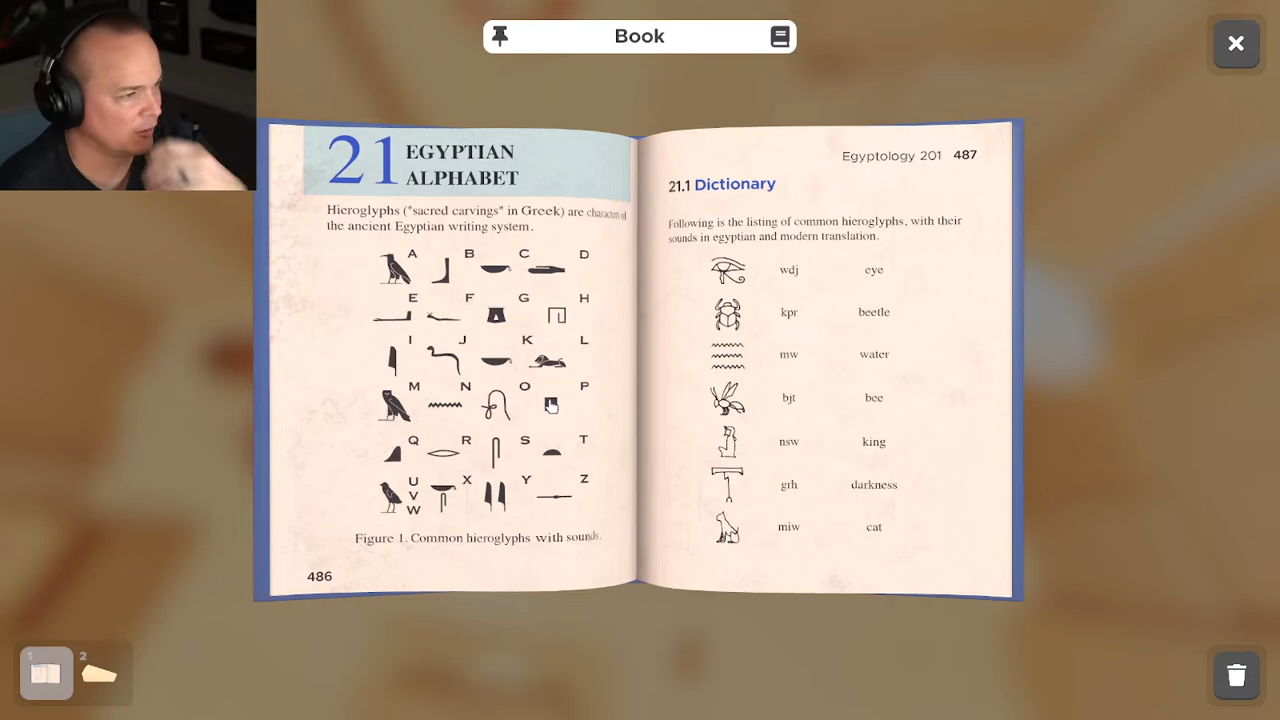 Book
21 EGYPTIAN
ALPHABET
Hieroglyphs ("sacred carvings" in Greek) are characters of
the ancient Egyptian writing system.
A B C D
E F G H
I J K L
M N O P
Q R S T
U
V
W
X Y Z
Figure 1. Common hieroglyphs with sounds.
486
Egyptology 201 487
21.1 Dictionary
Following is the listing of common hieroglyphs, with their
sounds in egyptian and modern translation.
wdj eye
kpr beetle
mw water
bjt bee
nsw king
grh darkness
miw cat
1 2